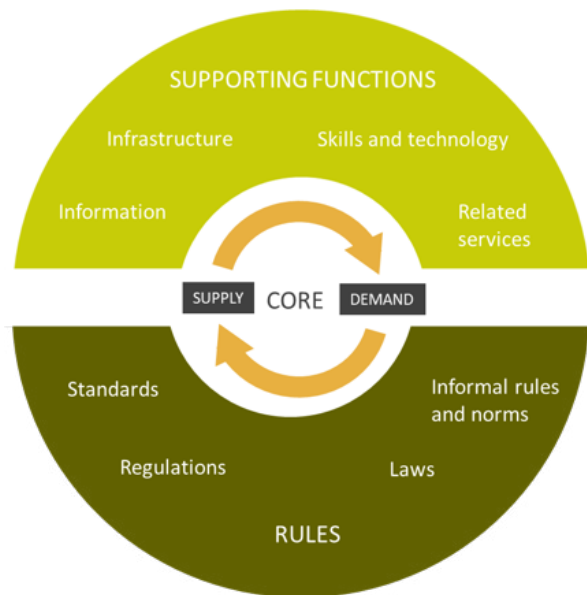 SUPPORTING FUNCTIONS
Infrastructure
Skills and technology
Information
Related
services
SUPPLY
CORE
DEMAND
Standards
Informal rules
and norms
Regulations
Laws
RULES